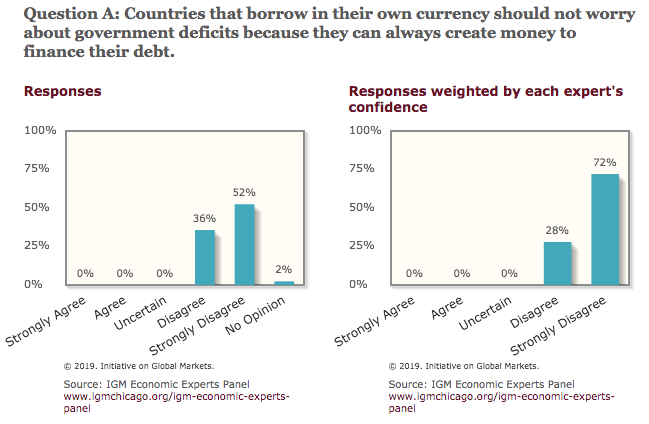 Question A: Countries that borrow in their own currency should not worry
about government deficits because they can always create money to
finance their debt.
Responses
100%
75%
50%
25%
0%
0%
0%
0%
36%
52%
2%
Strongly Agree
Agree
Uncertain
Disagree
Strongly Disagree
No Opinion
© 2019. Initiative on Global Markets.
Source: IGM Economic Experts Panel
www.igmchicago.org/igm-economic-experts-
panel
Responses weighted by each expert's
confidence
100%
75%
50%
25%
0%
0%
0%
0%
28%
72%
Strongly Agree
Agree
Uncertain
Disagree
Strongly Disagree
© 2019. Initiative on Global Markets.
Source: IGM Economic Experts Panel
www.igmchicago.org/igm-economic-experts-
panel